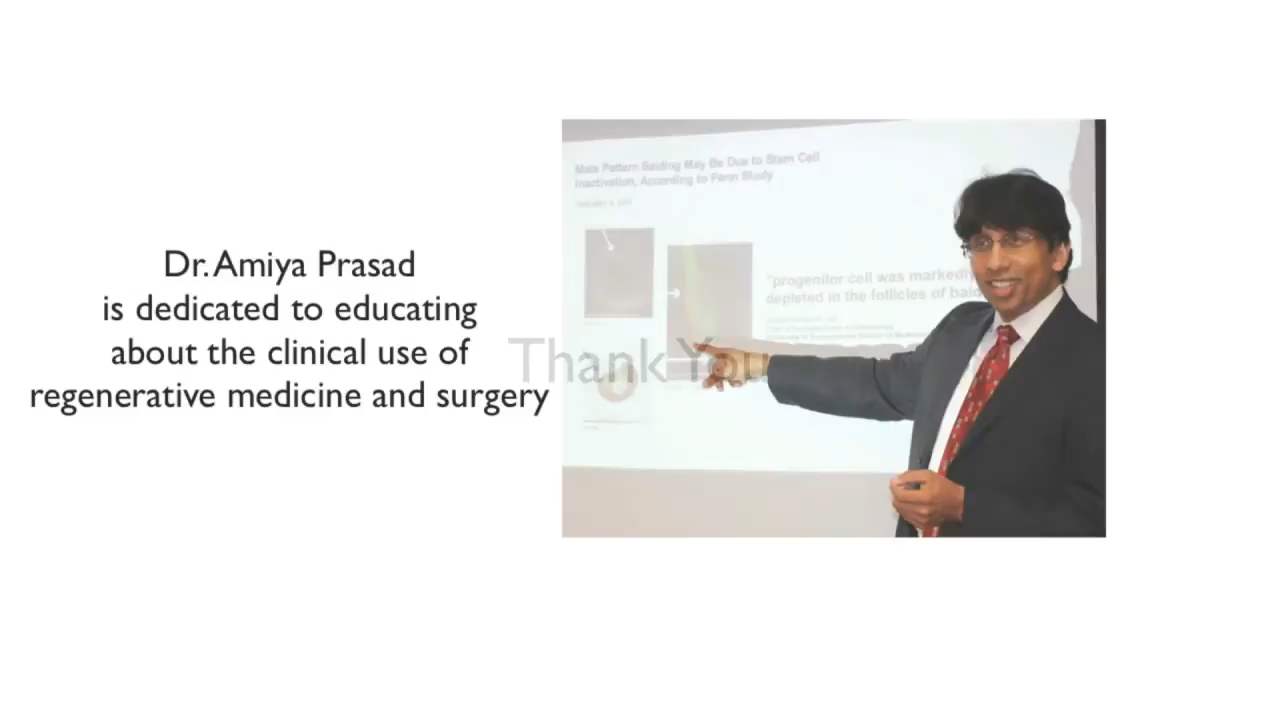 Dr. Amiya Prasad
is dedicated to educating
about the clinical use of
regenerative medicine and surgery
Thank You
Male Pattern Balding May Be Due to Stem Cell
Inactivation, According to Penn Study
"progenitor cell was markedly
depleted in the follicles of bald